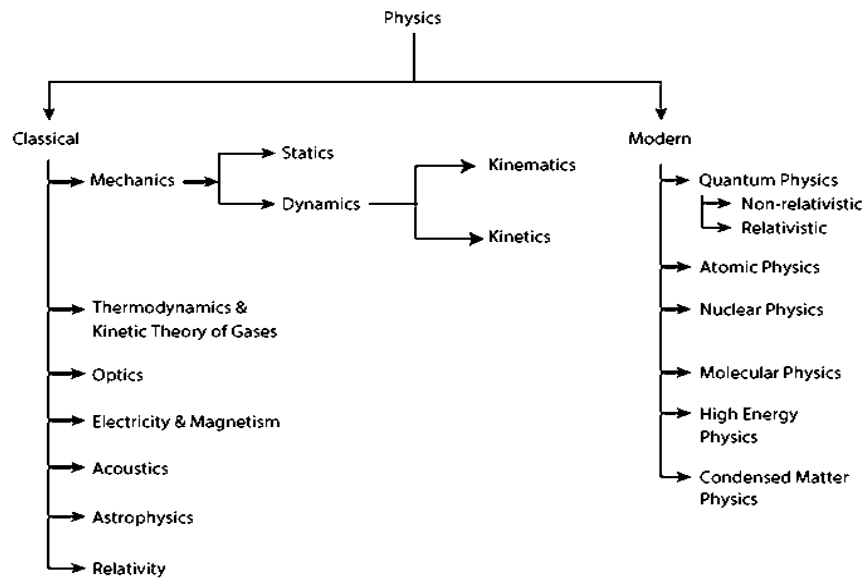 Physics
Classical
Mechanics
Statics
Dynamics
Kinematics
Kinetics
Thermodynamics &
Kinetic Theory of Gases
Optics
Electricity & Magnetism
Acoustics
Astrophysics
Relativity
Modern
Quantum Physics
Non-relativistic
Relativistic
Atomic Physics
Nuclear Physics
Molecular Physics
High Energy
Physics
Condensed Matter
Physics